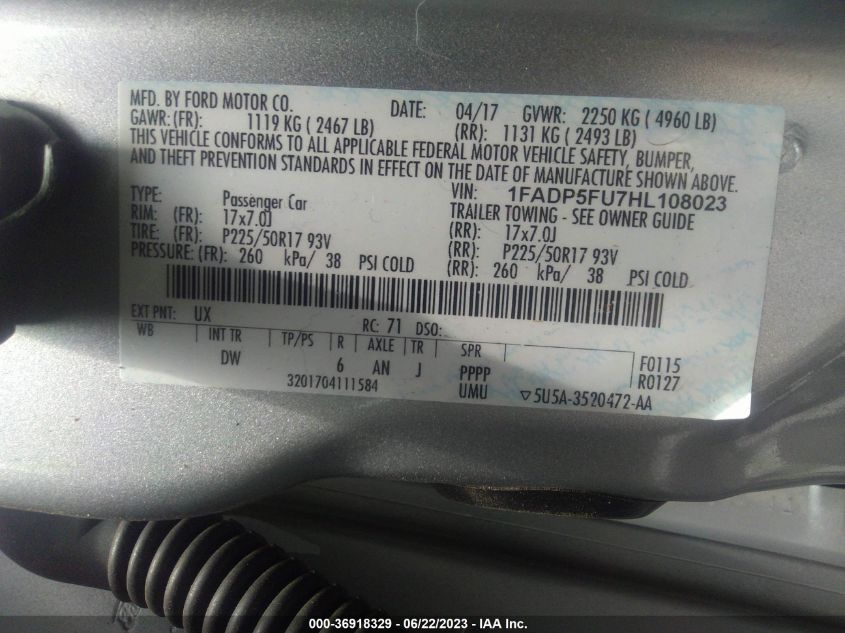 MFD. BY FORD MOTOR CO. DATE: 04/17 GVWR: 2250 KG ( 4960 LB)
GAWR: (FR): 1119 KG ( 2467 LB) (RR): 1131 KG ( 2493 LB)
THIS VEHICLE CONFORMS TO ALL APPLICABLE FEDERAL MOTOR VEHICLE SAFETY, BUMPER,
AND THEFT PREVENTION STANDARDS IN EFFECT ON THE DATE OF MANUFACTURE SHOWN ABOVE.
VIN: 1FADP5FU7HL108023
TYPE: Passenger Car TRAILER TOWING - SEE OWNER GUIDE
RIM: (FR): 17x7.0J (RR): 17x7.0J
TIRE: (FR): P225/50R17 93V (RR): P225/50R17 93V
PRESSURE: (FR): 260 kPa/ 38 PSI COLD (RR): 260 kPa/ 38 PSI COLD
EXT PNT: UX RC: 71 DSO:
WB INT TR TP/PS R AXLE TR SPR
DW 6 AN J PPPP F0115
3201704111584 UMU R0127
▽5U5A-3520472-AA
000-36918329 - 06/22/2023 - IAA Inc.